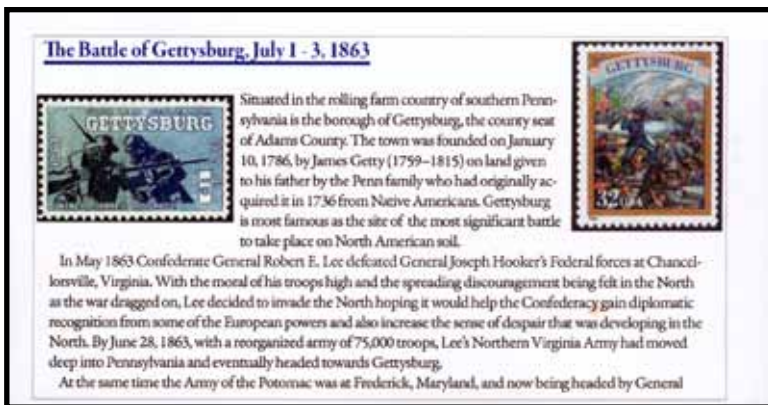 The Battle of Gettysburg, July 1 - 3, 1863
GETTYSBURG
GETTYSBURG
32 USA
Situated in the rolling farm country of southern Penn-
sylvania is the borough of Gettysburg, the county seat
of Adams County. The town was founded on January
10, 1786, by James Getty (1759–1815) on land given
to his father by the Penn family who had originally ac-
quired it in 1736 from Native Americans. Gettysburg
is most famous as the site of the most significant battle
to take place on North American soil.
In May 1863 Confederate General Robert E. Lee defeated General Joseph Hooker's Federal forces at Chancel-
lorsville, Virginia. With the moral of his troops high and the spreading discouragement being felt in the North
as the war dragged on, Lee decided to invade the North hoping it would help the Confederacy gain diplomatic
recognition from some of the European powers and also increase the sense of despair that was developing in the
North. By June 28, 1863, with a reorganized army of 75,000 troops, Lee's Northern Virginia Army had moved
deep into Pennsylvania and eventually headed towards Gettysburg.
At the same time the Army of the Potomac was at Frederick, Maryland, and now being headed by General